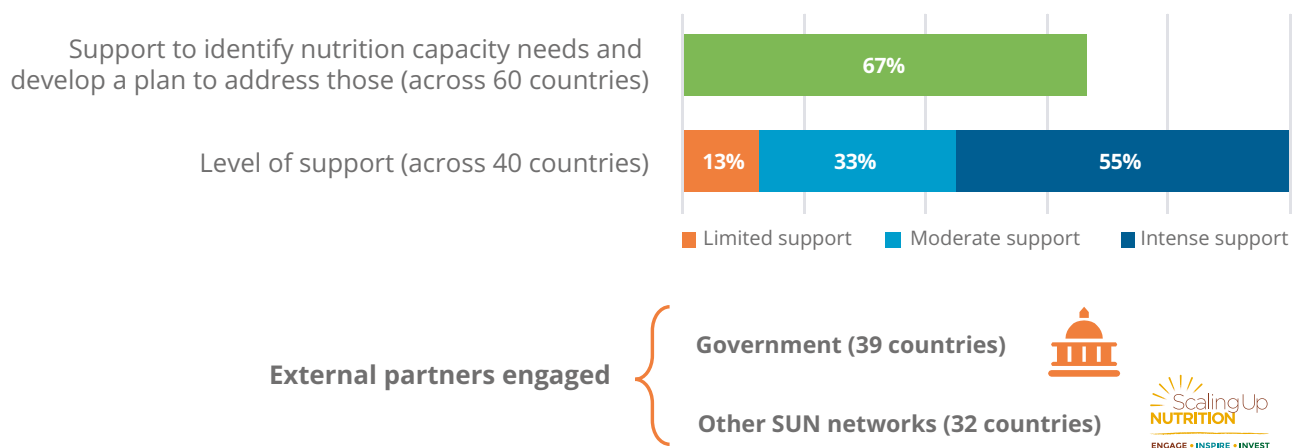 Support to identify nutrition capacity needs and
develop a plan to address those (across 60 countries)
67%
Level of support (across 40 countries)
13%
33%
55%
Limited support
Moderate support
Intense support
External partners engaged
Government (39 countries)
Other SUN networks (32 countries)
Scaling Up
NUTRITION
ENGAGE • INSPIRE • INVEST